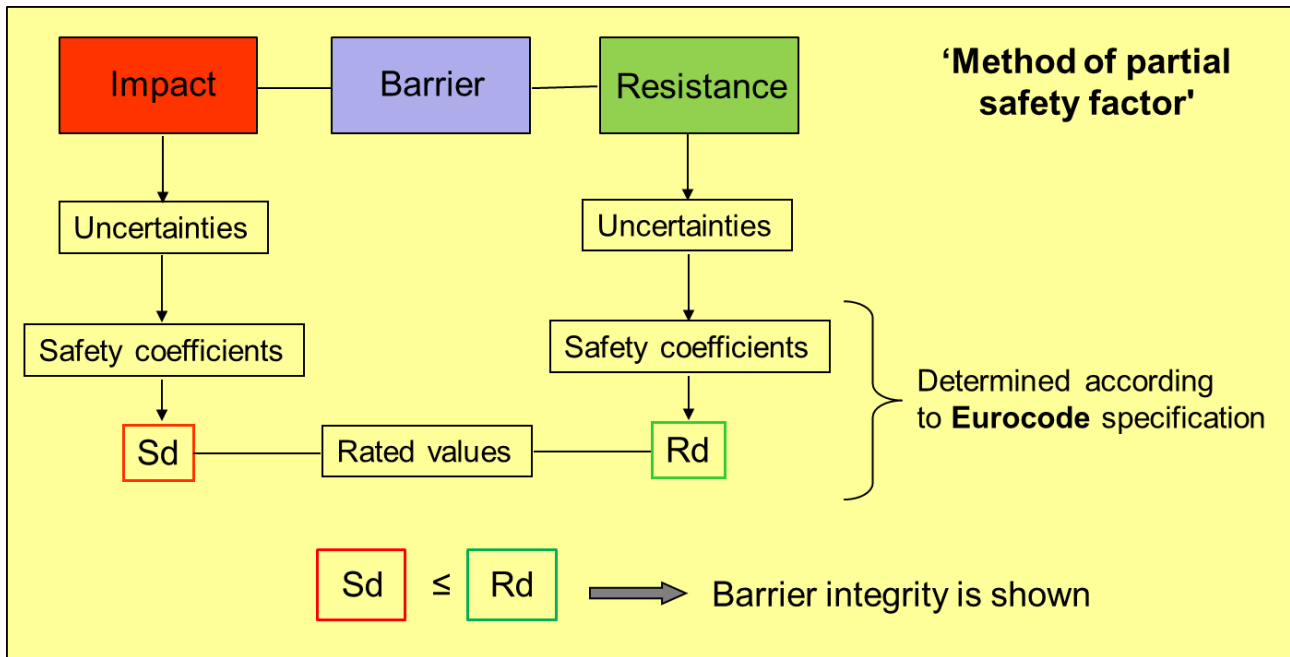 Impact
Barrier
Resistance
‘Method of partial
safety factor'
Uncertainties
Uncertainties
Safety coefficients
Safety coefficients
Determined according
to Eurocode specification
Sd
Rated values
Rd
Sd ≤ Rd
Barrier integrity is shown